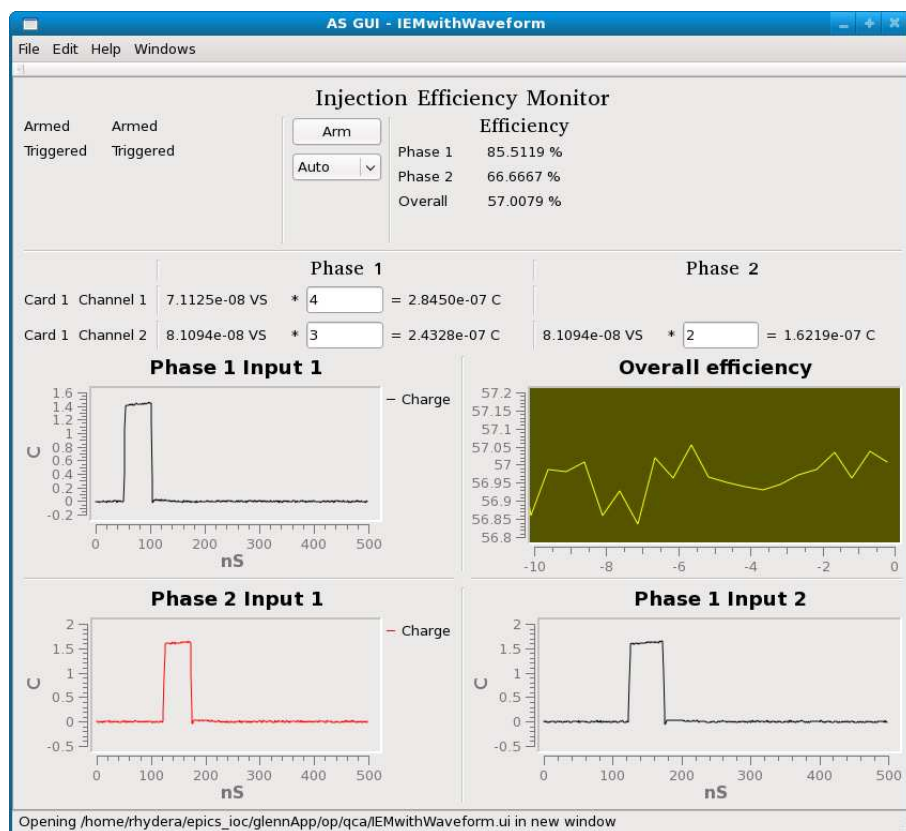 AS GUI - IEMwithWaveform
File Edit Help Windows
Injection Efficiency Monitor
Armed Armed Arm Efficiency
Triggered Triggered Auto
Phase 1 85.5119 %
Phase 2 66.6667 %
Overall 57.0079 %
Phase 1 Phase 2
Card 1 Channel 1 7.1125e-08 VS * 4 = 2.8450e-07 C
Card 1 Channel 2 8.1094e-08 VS * 3 = 2.4328e-07 C 8.1094e-08 VS * 2 = 1.6219e-07 C
Phase 1 Input 1
Charge
C
1.6
1.4
1.2
1
0.8
0.6
0.4
0.2
0
-0.2
0 100 200 300 400 500
nS
Overall efficiency
57.2
57.15
57.1
57.05
57
56.95
56.9
56.85
56.8
-10 -8 -6 -4 -2 0
Phase 2 Input 1
Charge
C
2
1.5
1
0.5
0
-0.5
0 100 200 300 400 500
nS
Phase 1 Input 2
C
2
1.5
1
0.5
0
-0.5
0 100 200 300 400 500
nS
Opening /home/rhydera/epics_ioc/glennApp/op/qca/IEMwithWaveform.ui in new window